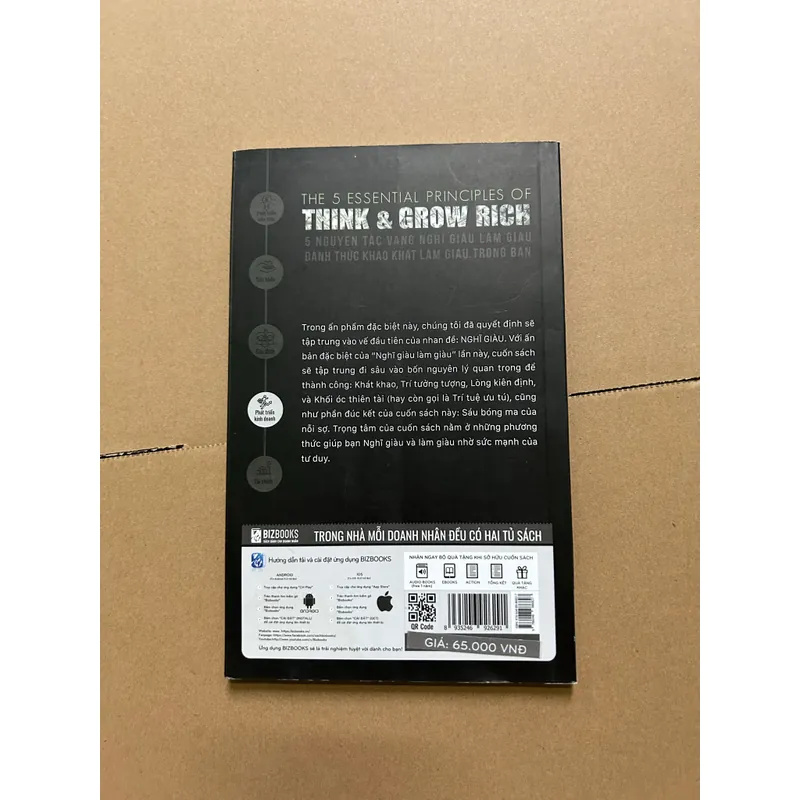 THE 5 ESSENTIAL PRINCIPLES OF
THINK & GROW RICH
5 NGUYÊN TẮC VÀNG NGHĨ GIÀU LÀM GIÀU
ĐÁNH THỨC KHAO KHÁT LÀM GIÀU TRONG BẠN
Trong ấn phẩm đặc biệt này, chúng tôi đã quyết định sẽ
tập trung vào vế đầu tiên của nhan đề: NGHĨ GIÀU. Với ấn
bản đặc biệt của "Nghĩ giàu làm giàu" lần này, cuốn sách
sẽ tập trung đi sâu vào bốn nguyên lý quan trọng để
thành công: Khát khao, Trí tưởng tượng, Lòng kiên định,
và Khối óc thiên tài (hay còn gọi là Trí tuệ ưu tú), cũng
như phần đúc kết của cuốn sách này: Sáu bóng ma của
nỗi sợ. Trọng tâm của cuốn sách nằm ở những phương
thức giúp bạn Nghĩ giàu và làm giàu nhờ sức mạnh của
tư duy.
Phát triển
kinh doanh
BIZBOOKS
TRONG NHÀ MỖI DOANH NHÂN ĐỀU CÓ HAI TỦ SÁCH
Hướng dẫn tải và cài đặt ứng dụng BIZBOOKS
ANDROID
IOS
ANDROID
Ứng dụng BIZBOOKS sẽ là trải nghiệm tuyệt vời dành cho bạn!
NHẬN NGAY BỘ QUÀ TẶNG KHI SỞ HỮU CUỐN SÁCH
AUDIO BOOKS
EBOOKS
ACTION
TỔNG KẾT
QUÀ TẶNG
KHÁC
QR Code
8 935246 926291
GIÁ: 65.000 VNĐ